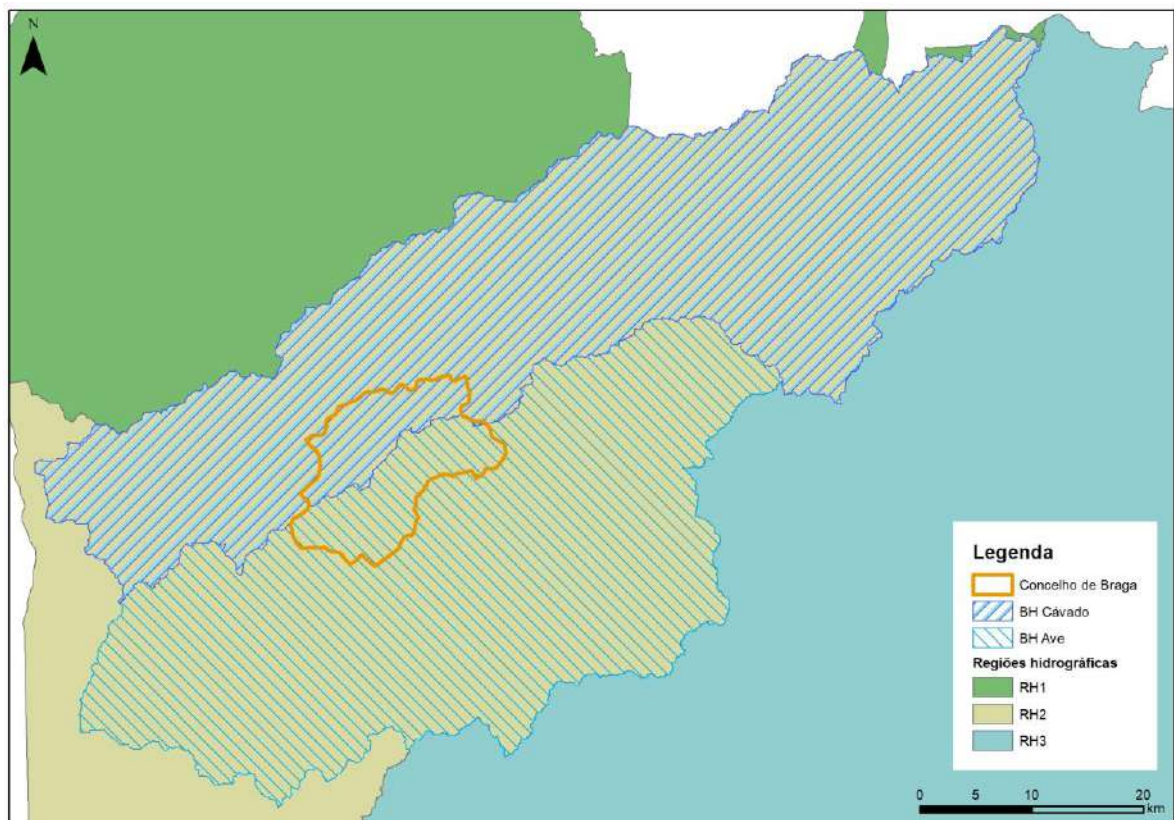 N
Legenda
Concelho de Braga
BH Cávado
BH Ave
Regiões hidrográficas
RH1
RH2
RH3
0 5 10 20
km